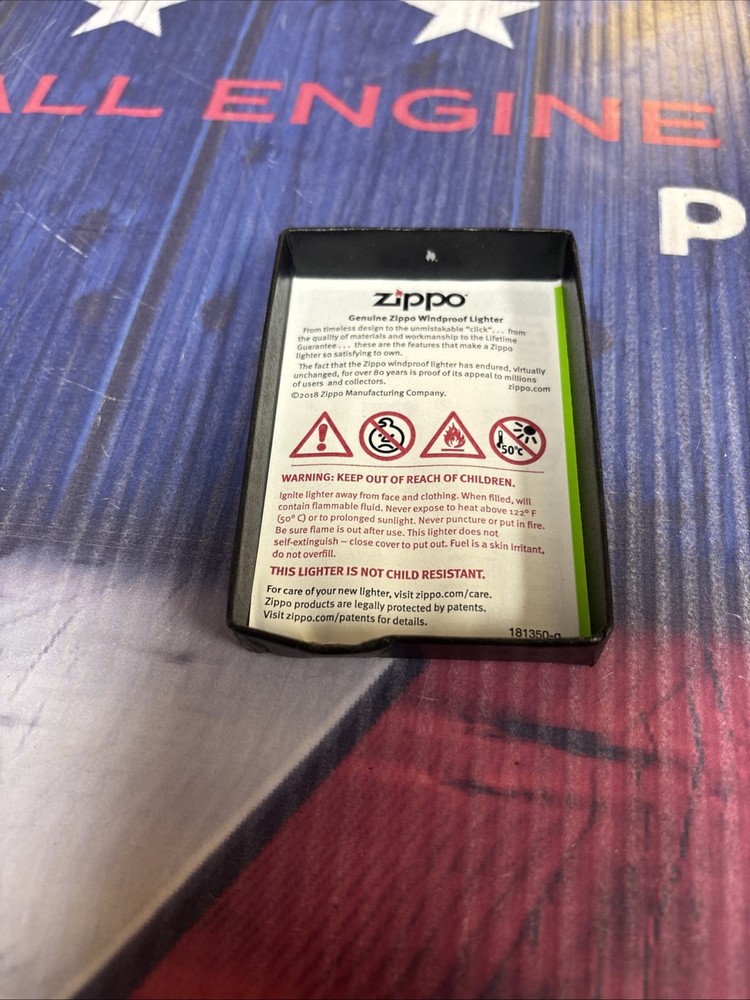 ALL ENGINE
P
zippo
Genuine Zippo Windproof Lighter
From timeless design to the unmistakable "click"... from
the quality of materials and workmanship to the Lifetime
Guarantee... these are the features that make a Zippo
lighter so satisfying to own.
The fact that the Zippo windproof lighter has endured, virtually
unchanged, for over 80 years is proof of its appeal to millions
of users and collectors.
zippo.com
©2018 Zippo Manufacturing Company.
50°C
WARNING: KEEP OUT OF REACH OF CHILDREN.
Ignite lighter away from face and clothing. When filled, will
contain flammable fluid. Never expose to heat above 122° F
(50° C) or to prolonged sunlight. Never puncture or put in fire.
Be sure flame is out after use. This lighter does not
self-extinguish – close cover to put out. Fuel is a skin irritant,
do not overfill.
THIS LIGHTER IS NOT CHILD RESISTANT.
For care of your new lighter, visit zippo.com/care.
Zippo products are legally protected by patents.
Visit zippo.com/patents for details.
181350-g